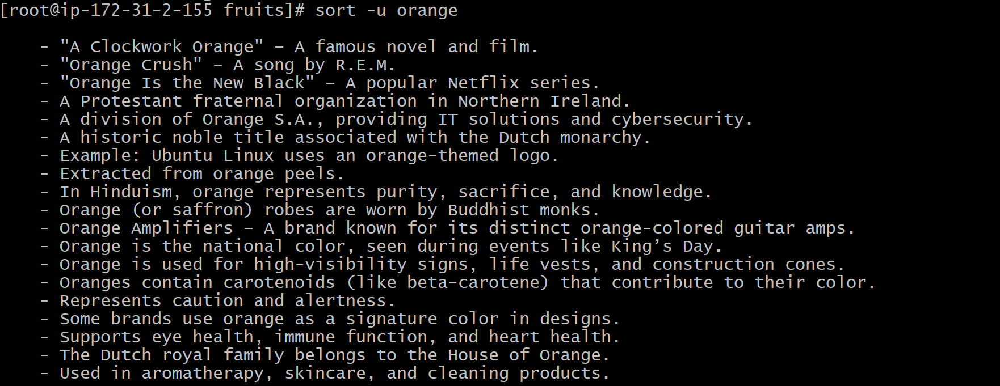 [root@ip-172-31-2-155 fruits]# sort -u orange
- "A Clockwork Orange" – A famous novel and film.
- "Orange Crush" – A song by R.E.M.
- "Orange Is the New Black" – A popular Netflix series.
- A Protestant fraternal organization in Northern Ireland.
- A division of Orange S.A., providing IT solutions and cybersecurity.
- A historic noble title associated with the Dutch monarchy.
- Example: Ubuntu Linux uses an orange-themed logo.
- Extracted from orange peels.
- In Hinduism, orange represents purity, sacrifice, and knowledge.
- Orange (or saffron) robes are worn by Buddhist monks.
- Orange Amplifiers – A brand known for its distinct orange-colored guitar amps.
- Orange is the national color, seen during events like King’s Day.
- Orange is used for high-visibility signs, life vests, and construction cones.
- Oranges contain carotenoids (like beta-carotene) that contribute to their color.
- Represents caution and alertness.
- Some brands use orange as a signature color in designs.
- Supports eye health, immune function, and heart health.
- The Dutch royal family belongs to the House of Orange.
- Used in aromatherapy, skincare, and cleaning products.